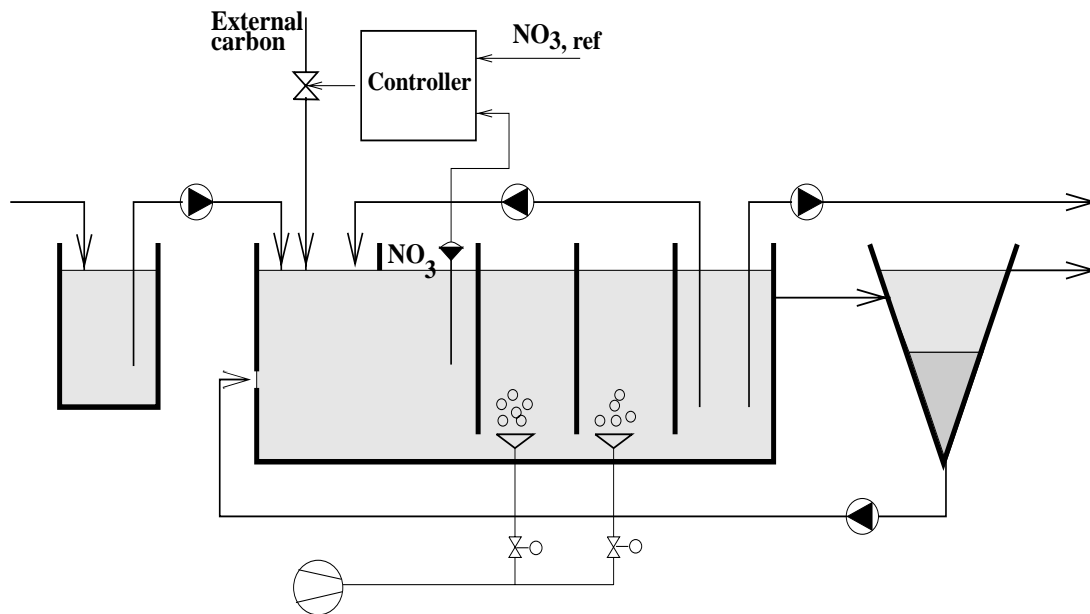 External
carbon
NO3, ref
Controller
NO3